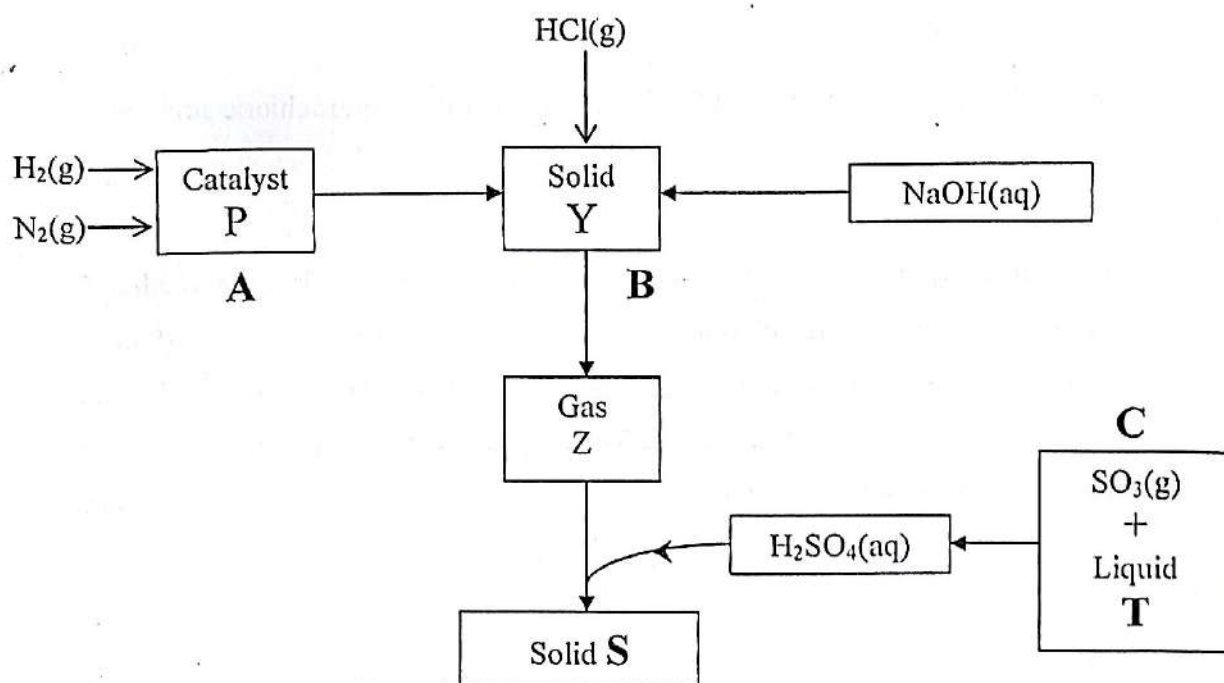 HCl(g)
H₂(g)
N₂(g)
Catalyst
P
A
Solid
Y
B
NaOH(aq)
Gas
Z
C
SO₃(g)
+
Liquid
T
H₂SO₄(aq)
Solid S